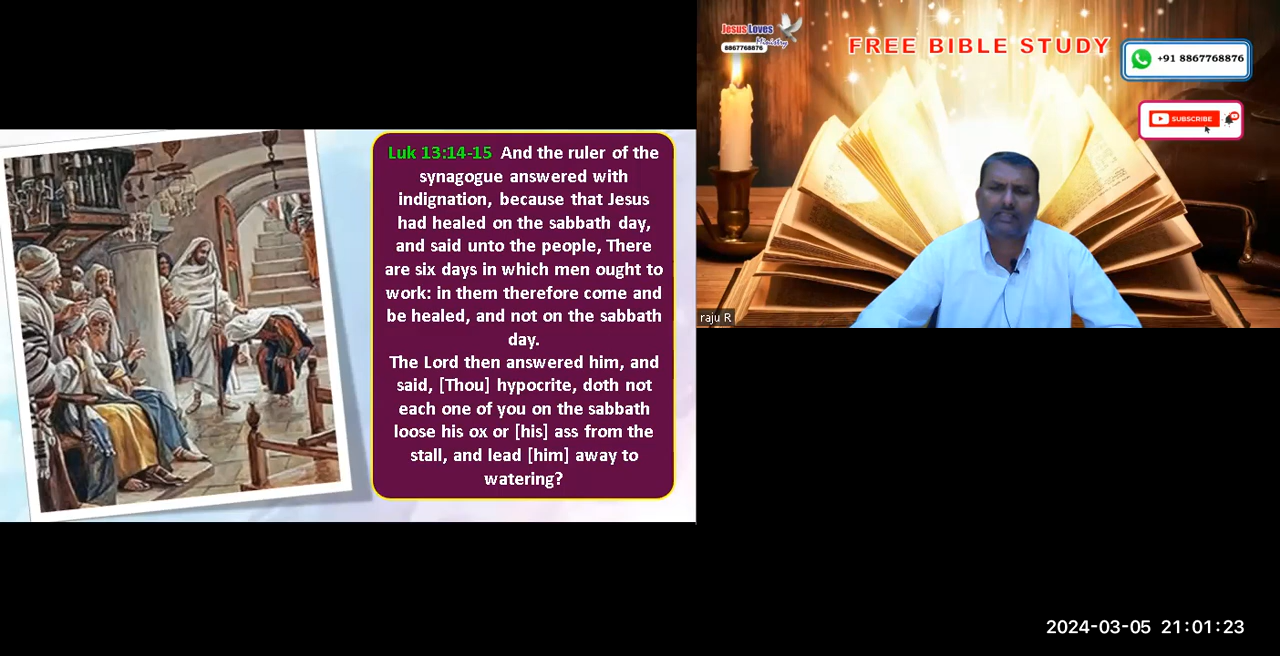 Luk 13:14-15 And the ruler of the
synagogue answered with
indignation, because that Jesus
had healed on the sabbath day,
and said unto the people, There
are six days in which men ought to
work: in them therefore come and
be healed, and not on the sabbath
day.
The Lord then answered him, and
said, [Thou] hypocrite, doth not
each one of you on the sabbath
loose his ox or [his] ass from the
stall, and lead [him] away to
watering?
Jesus Loves
Ministry
8867768876
FREE BIBLE STUDY
+91 8867768876
SUBSCRIBE
raju R
2024-03-05 21:01:23